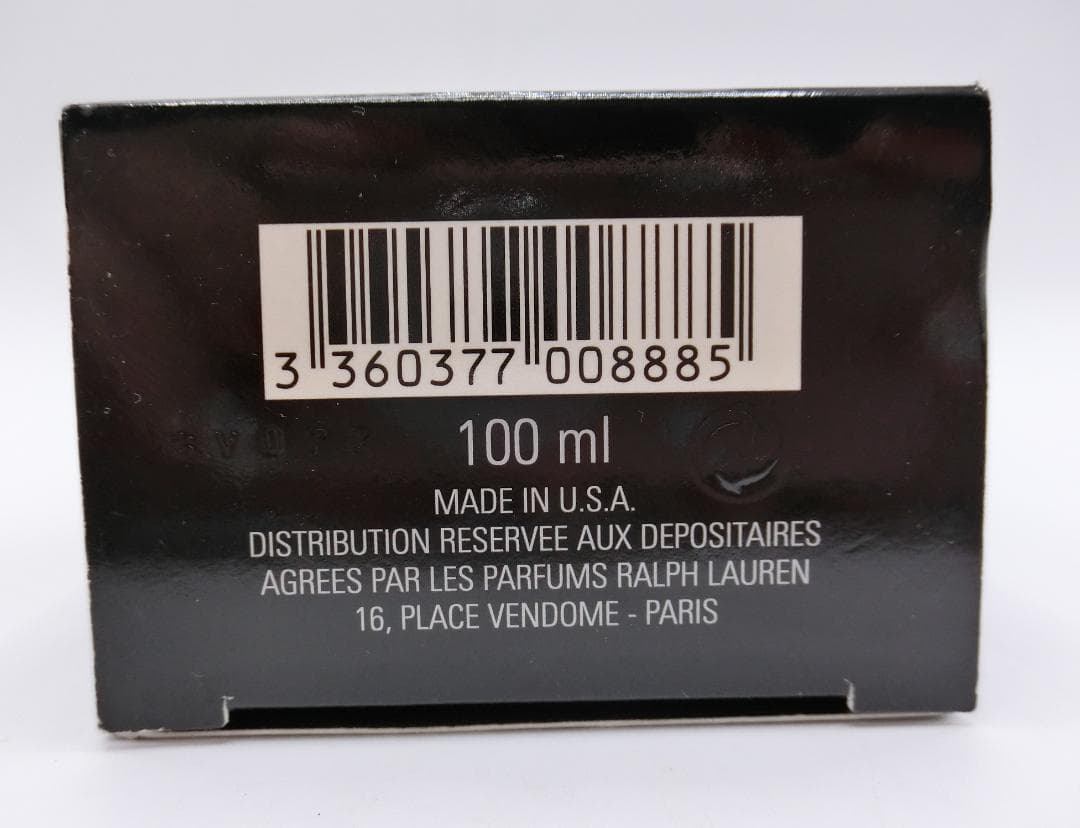 3 360377 008885
100 ml
MADE IN U.S.A.
DISTRIBUTION RESERVEE AUX DEPOSITAIRES
AGREES PAR LES PARFUMS RALPH LAUREN
16, PLACE VENDOME - PARIS